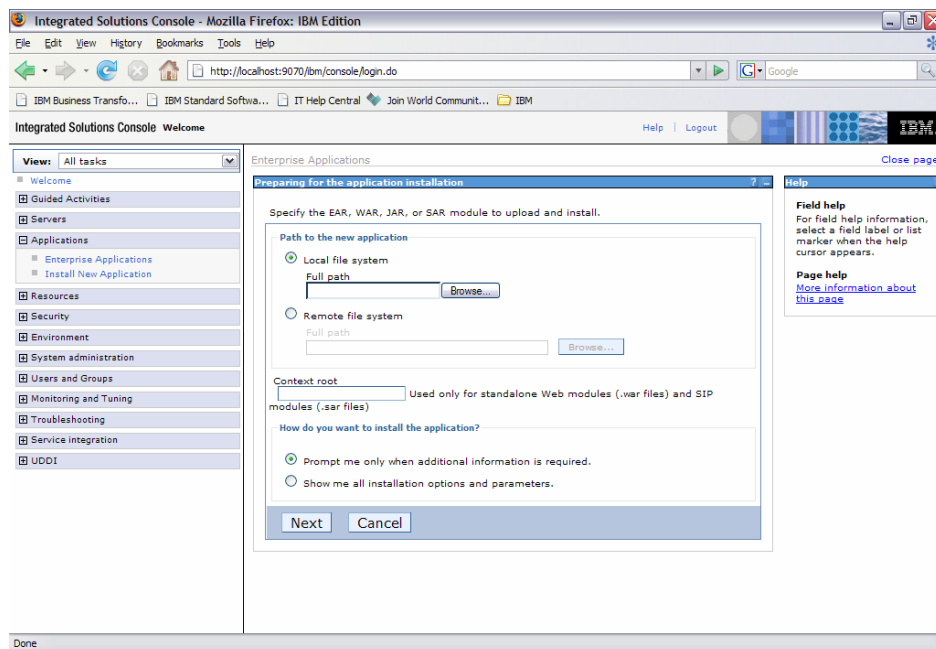 Integrated Solutions Console - Mozilla Firefox: IBM Edition
File Edit View History Bookmarks Tools Help
http://localhost:9070/ibm/console/login.do
G Google
IBM Business Transfo... IBM Standard Softwa... IT Help Central Join World Communit... IBM
Integrated Solutions Console Welcome Help | Logout IBM.
View: All tasks
Welcome
Guided Activities
Servers
Applications
Enterprise Applications
Install New Application
Resources
Security
Environment
System administration
Users and Groups
Monitoring and Tuning
Troubleshooting
Service integration
UDDI
Enterprise Applications Close page
Preparing for the application installation ? –
Specify the EAR, WAR, JAR, or SAR module to upload and install.
Path to the new application
Local file system
Full path
Browse...
Remote file system
Full path
Browse...
Context root
Used only for standalone Web modules (.war files) and SIP
modules (.sar files)
How do you want to install the application?
Prompt me only when additional information is required.
Show me all installation options and parameters.
Next Cancel
Help
Field help
For field help information,
select a field label or list
marker when the help
cursor appears.
Page help
More information about
this page
Done